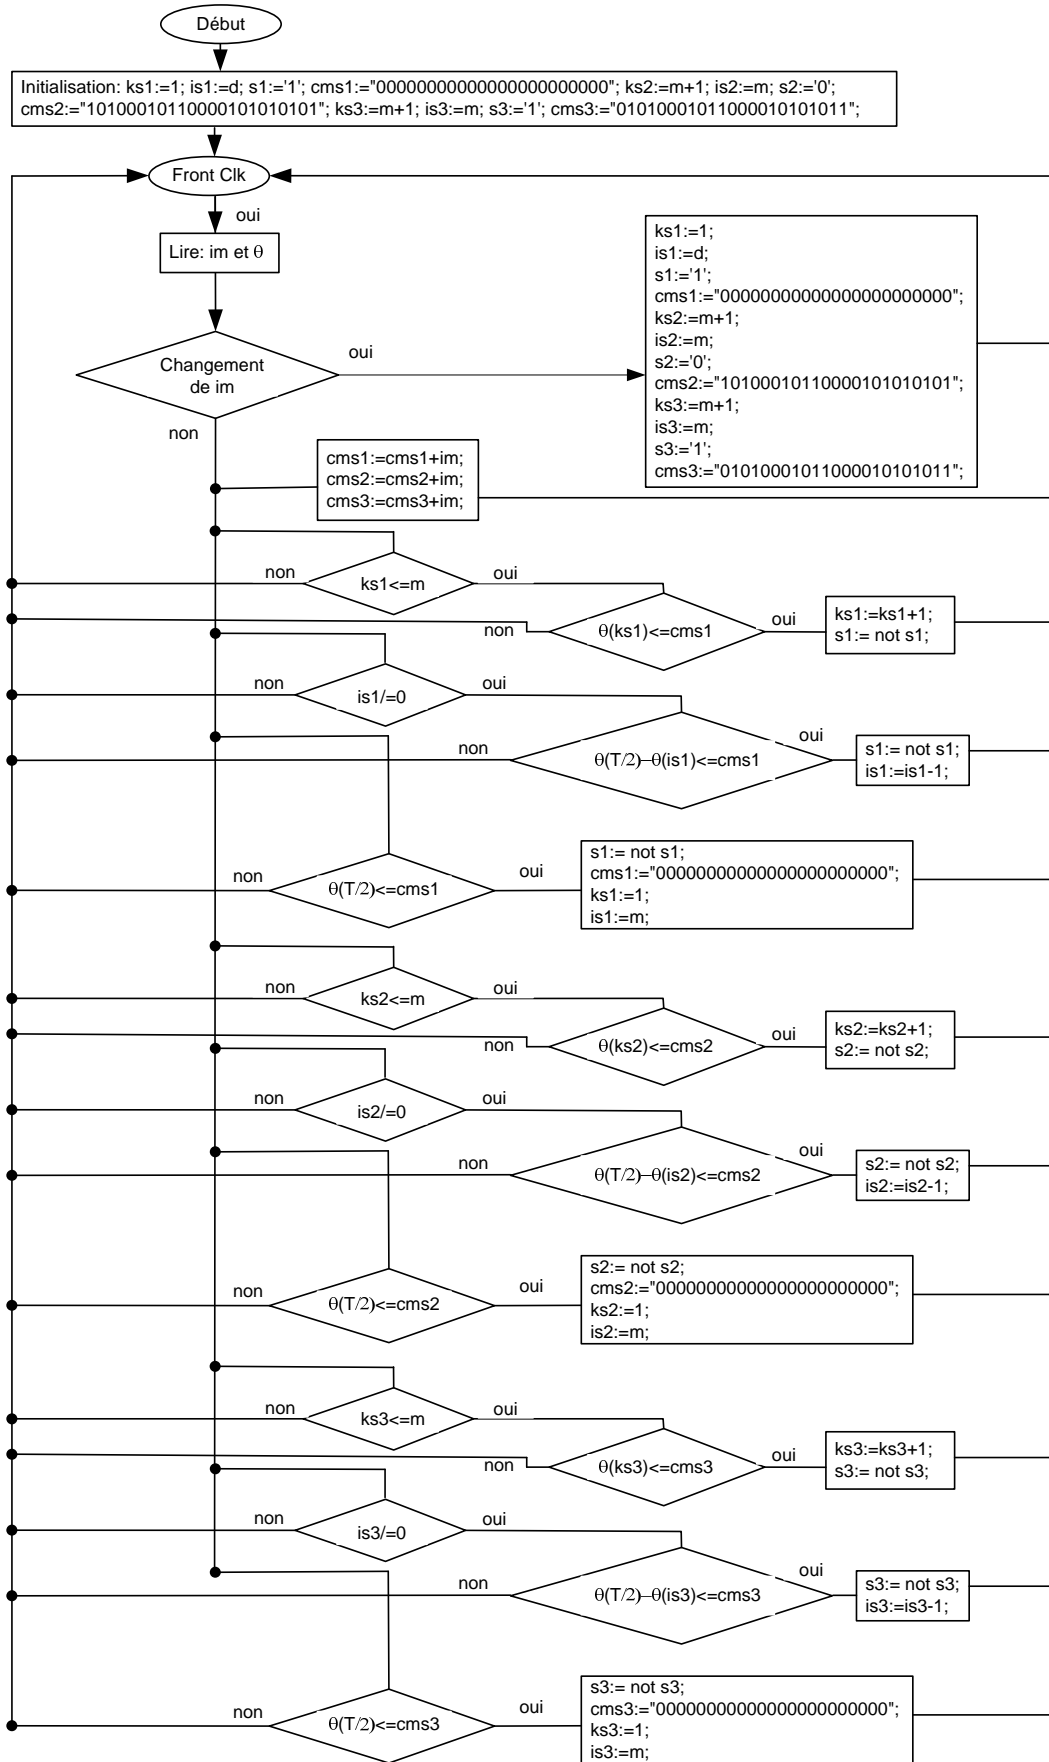 Début
Initialisation: ks1:=1; is1:=d; s1:='1'; cms1:="00000000000000000000000"; ks2:=m+1; is2:=m; s2:='0';
cms2:="10100010110000101010101"; ks3:=m+1; is3:=m; s3:='1'; cms3:="01010001011000010101011";
Front Clk
oui
Lire: im et θ
Changement
de im
oui
non
ks1:=1;
is1:=d;
s1:='1';
cms1:="00000000000000000000000";
ks2:=m+1;
is2:=m;
s2:='0';
cms2:="10100010110000101010101";
ks3:=m+1;
is3:=m;
s3:='1';
cms3:="01010001011000010101011";
cms1:=cms1+im;
cms2:=cms2+im;
cms3:=cms3+im;
non
ks1<=m
oui
non
θ(ks1)<=cms1
oui
ks1:=ks1+1;
s1:= not s1;
non
is1/=0
oui
non
θ(T/2)–θ(is1)<=cms1
oui
s1:= not s1;
is1:=is1-1;
non
θ(T/2)<=cms1
oui
s1:= not s1;
cms1:="00000000000000000000000";
ks1:=1;
is1:=m;
non
ks2<=m
oui
non
θ(ks2)<=cms2
oui
ks2:=ks2+1;
s2:= not s2;
non
is2/=0
oui
non
θ(T/2)–θ(is2)<=cms2
oui
s2:= not s2;
is2:=is2-1;
non
θ(T/2)<=cms2
oui
s2:= not s2;
cms2:="00000000000000000000000";
ks2:=1;
is2:=m;
non
ks3<=m
oui
non
θ(ks3)<=cms3
oui
ks3:=ks3+1;
s3:= not s3;
non
is3/=0
oui
non
θ(T/2)–θ(is3)<=cms3
oui
s3:= not s3;
is3:=is3-1;
non
θ(T/2)<=cms3
oui
s3:= not s3;
cms3:="00000000000000000000000";
ks3:=1;
is3:=m;